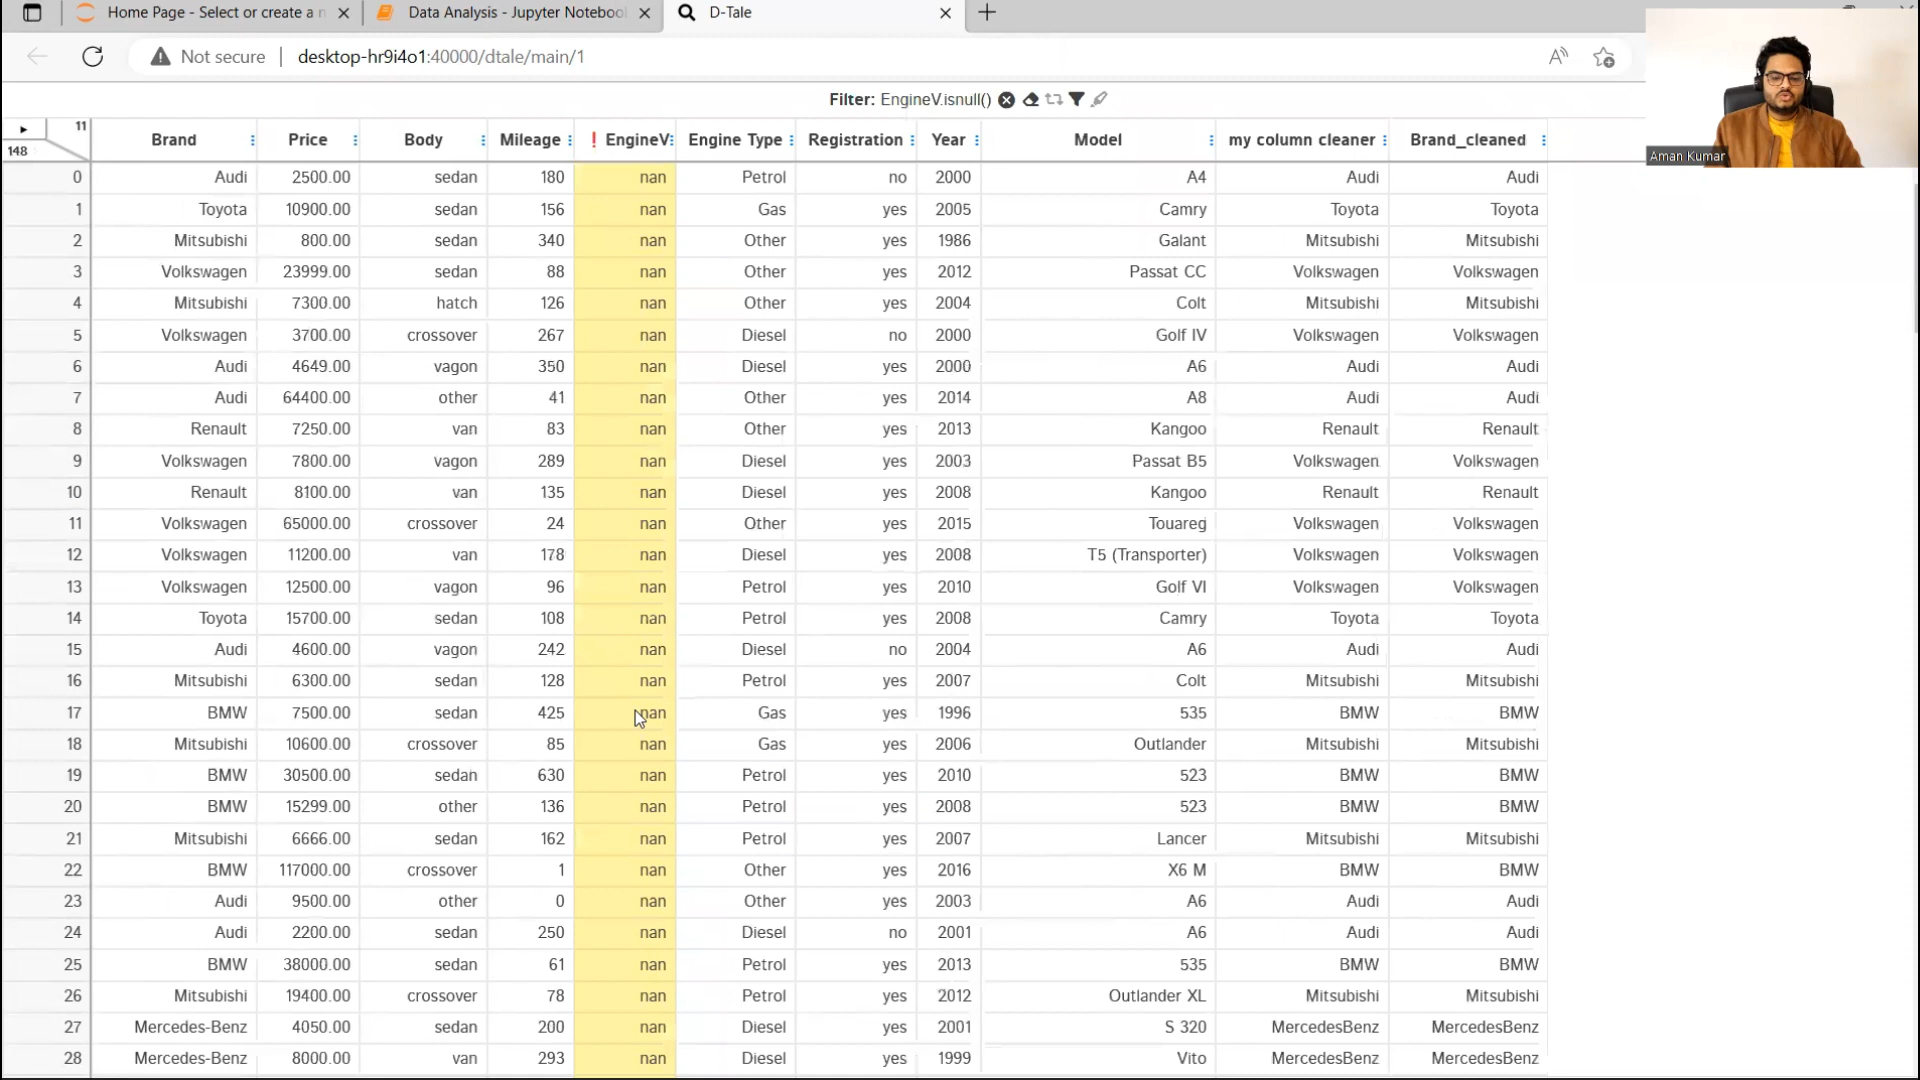 Home Page - Select or create a n
Data Analysis - Jupyter Noteboo
D-Tale
Not secure desktop-hr9i4o1:40000/dtale/main/1
Filter: EngineV.isnull()
11
148
Brand Price Body Mileage ! EngineV Engine Type Registration Year Model my column cleaner Brand_cleaned
Aman Kumar
0 Audi 2500.00 sedan 180 nan Petrol no 2000 A4 Audi Audi
1 Toyota 10900.00 sedan 156 nan Gas yes 2005 Camry Toyota Toyota
2 Mitsubishi 800.00 sedan 340 nan Other yes 1986 Galant Mitsubishi Mitsubishi
3 Volkswagen 23999.00 sedan 88 nan Other yes 2012 Passat CC Volkswagen Volkswagen
4 Mitsubishi 7300.00 hatch 126 nan Other yes 2004 Colt Mitsubishi Mitsubishi
5 Volkswagen 3700.00 crossover 267 nan Diesel no 2000 Golf IV Volkswagen Volkswagen
6 Audi 4649.00 vagon 350 nan Diesel yes 2000 A6 Audi Audi
7 Audi 64400.00 other 41 nan Other yes 2014 A8 Audi Audi
8 Renault 7250.00 van 83 nan Other yes 2013 Kangoo Renault Renault
9 Volkswagen 7800.00 vagon 289 nan Diesel yes 2003 Passat B5 Volkswagen Volkswagen
10 Renault 8100.00 van 135 nan Diesel yes 2008 Kangoo Renault Renault
11 Volkswagen 65000.00 crossover 24 nan Other yes 2015 Touareg Volkswagen Volkswagen
12 Volkswagen 11200.00 van 178 nan Diesel yes 2008 T5 (Transporter) Volkswagen Volkswagen
13 Volkswagen 12500.00 vagon 96 nan Petrol yes 2010 Golf VI Volkswagen Volkswagen
14 Toyota 15700.00 sedan 108 nan Petrol yes 2008 Camry Toyota Toyota
15 Audi 4600.00 vagon 242 nan Diesel no 2004 A6 Audi Audi
16 Mitsubishi 6300.00 sedan 128 nan Petrol yes 2007 Colt Mitsubishi Mitsubishi
17 BMW 7500.00 sedan 425 nan Gas yes 1996 535 BMW BMW
18 Mitsubishi 10600.00 crossover 85 nan Gas yes 2006 Outlander Mitsubishi Mitsubishi
19 BMW 30500.00 sedan 630 nan Petrol yes 2010 523 BMW BMW
20 BMW 15299.00 other 136 nan Petrol yes 2008 523 BMW BMW
21 Mitsubishi 6666.00 sedan 162 nan Petrol yes 2007 Lancer Mitsubishi Mitsubishi
22 BMW 117000.00 crossover 1 nan Other yes 2016 X6 M BMW BMW
23 Audi 9500.00 other 0 nan Other yes 2003 A6 Audi Audi
24 Audi 2200.00 sedan 250 nan Diesel no 2001 A6 Audi Audi
25 BMW 38000.00 sedan 61 nan Petrol yes 2013 535 BMW BMW
26 Mitsubishi 19400.00 crossover 78 nan Petrol yes 2012 Outlander XL Mitsubishi Mitsubishi
27 Mercedes-Benz 4050.00 sedan 200 nan Diesel yes 2001 S 320 MercedesBenz MercedesBenz
28 Mercedes-Benz 8000.00 van 293 nan Diesel yes 1999 Vito MercedesBenz MercedesBenz